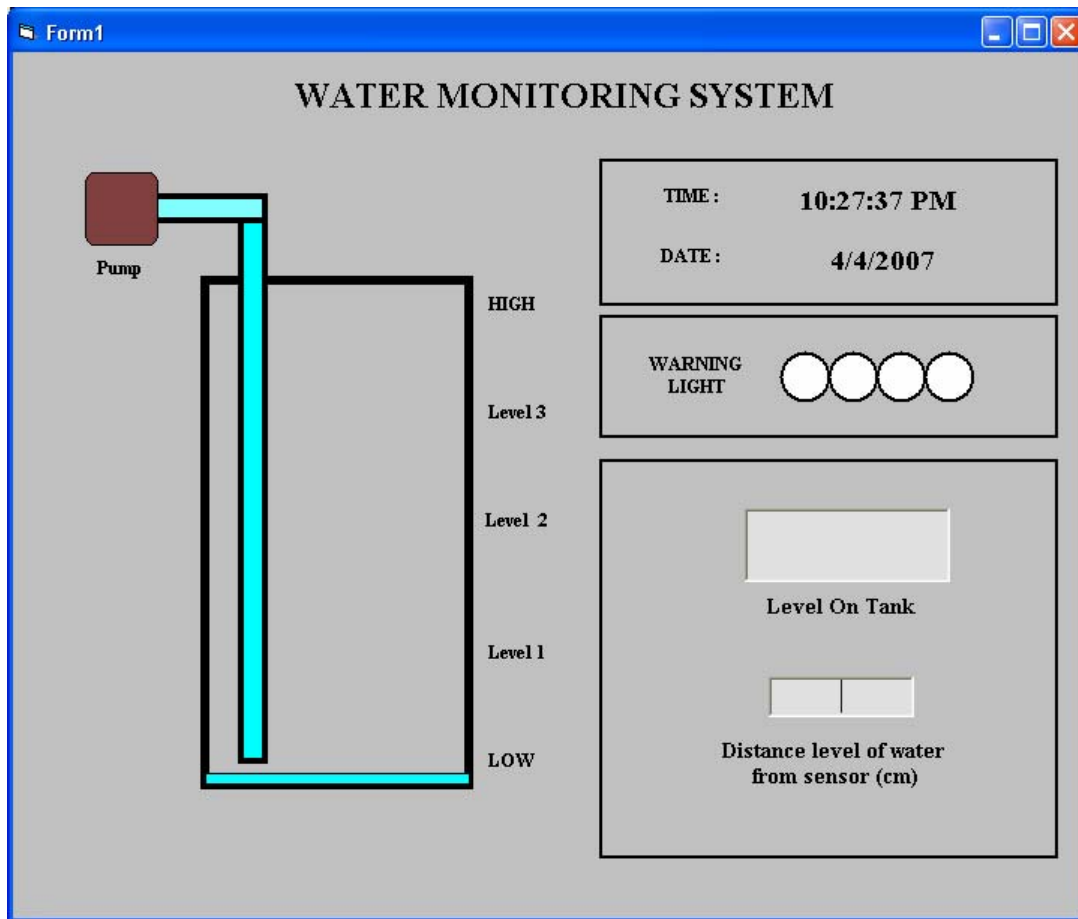 Form1
WATER MONITORING SYSTEM
Pump
HIGH
Level 3
Level 2
Level 1
LOW
TIME : 10:27:37 PM
DATE : 4/4/2007
WARNING
LIGHT
Level On Tank
Distance level of water
from sensor (cm)